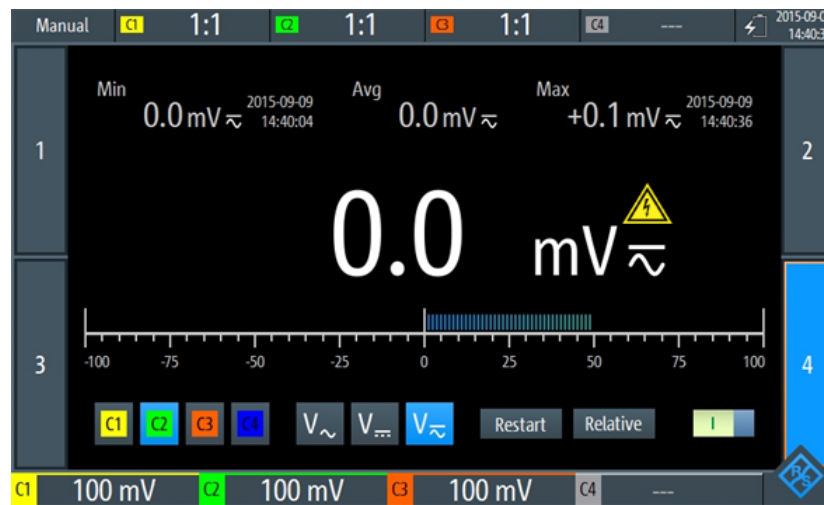 Manual C1 1:1 C2 1:1 C3 1:1 C4 --- 2015-09-0
14:40:3
Min 0.0 mV 2015-09-09 14:40:04
Avg 0.0 mV
Max +0.1 mV 2015-09-09 14:40:36
1
2
0.0 mV
3
4
-100 -75 -50 -25 0 25 50 75 100
C1 C2 C3 C4 V V V Restart Relative I
C1 100 mV C2 100 mV C3 100 mV C4 ---
R&S